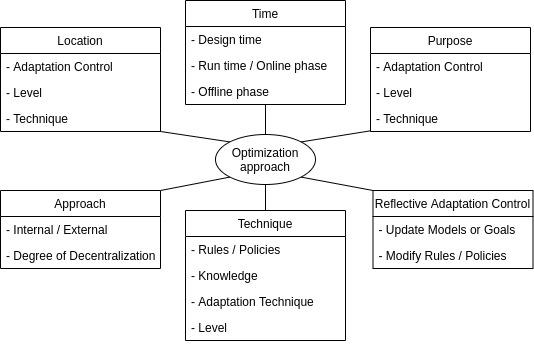 Time
- Design time
- Run time / Online phase
- Offline phase
Location
- Adaptation Control
- Level
- Technique
Purpose
- Adaptation Control
- Level
- Technique
Optimization
approach
Approach
- Internal / External
- Degree of Decentralization
Technique
- Rules / Policies
- Knowledge
- Adaptation Technique
- Level
Reflective Adaptation Control
- Update Models or Goals
- Modify Rules / Policies